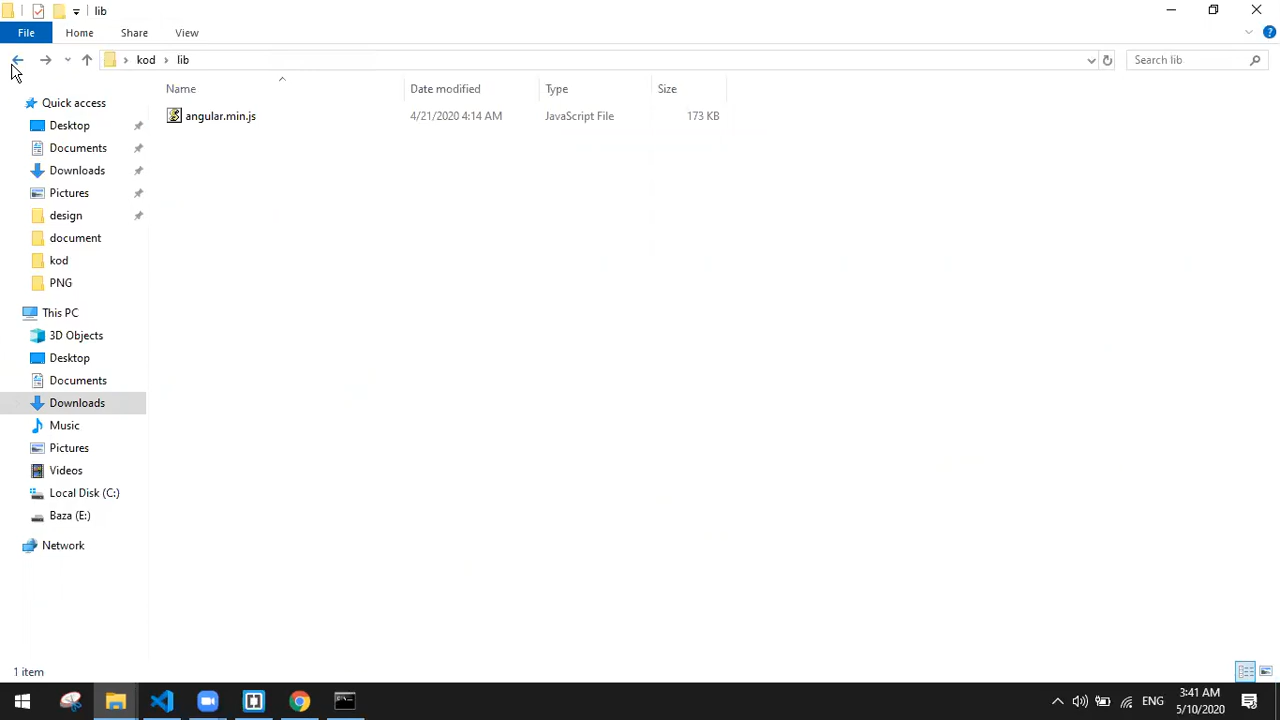 lib
File Home Share View
kod lib
Search lib
Name Date modified Type Size
angular.min.js 4/21/2020 4:14 AM JavaScript File 173 KB
Quick access
Desktop
Documents
Downloads
Pictures
design
document
kod
PNG
This PC
3D Objects
Desktop
Documents
Downloads
Music
Pictures
Videos
Local Disk (C:)
Baza (E:)
Network
1 item
ENG
3:41 AM
5/10/2020